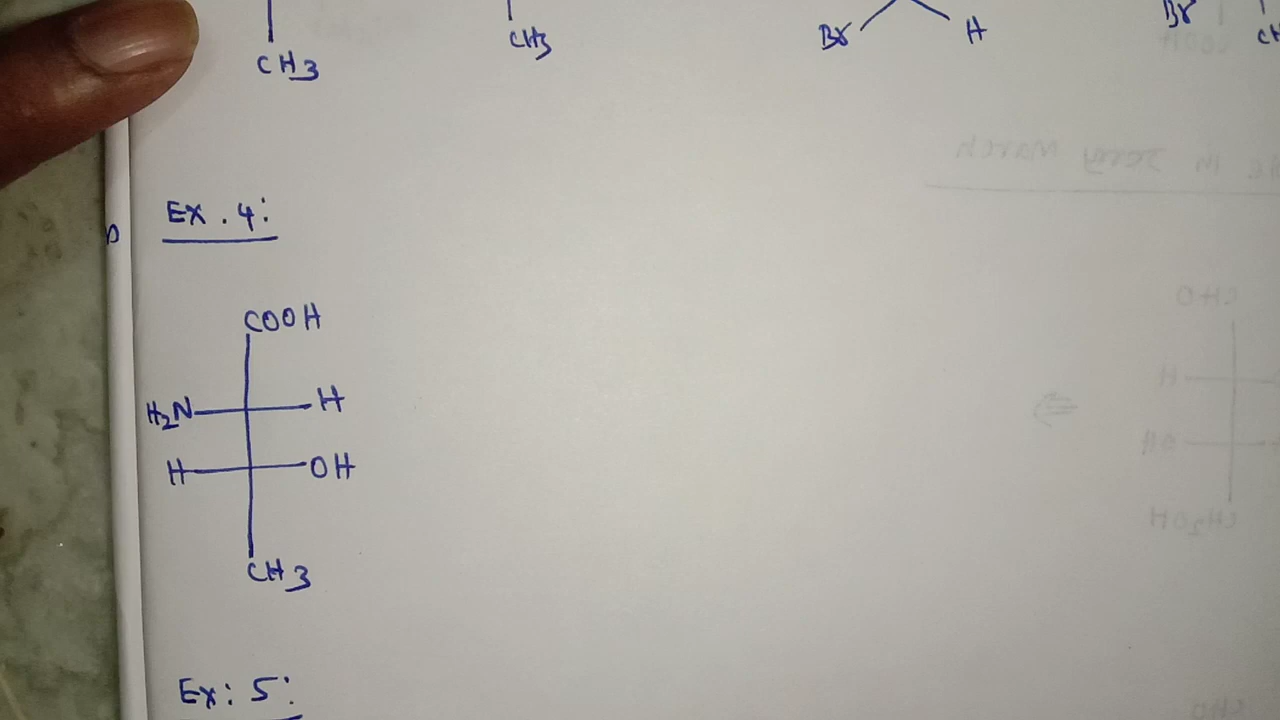 CH3 CH3 Br H Br
Ex. 4:
COOH
H2N H
H OH
CH3
Ex: 5: